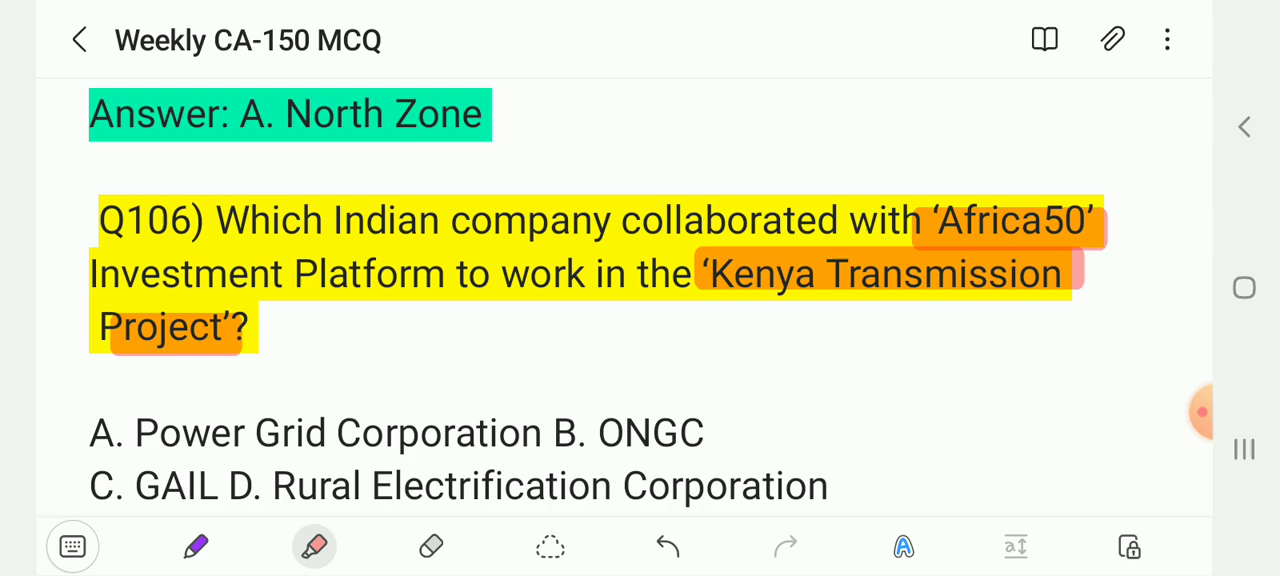 Weekly CA-150 MCQ
Answer: A. North Zone
Q106) Which Indian company collaborated with ‘Africa50’
Investment Platform to work in the ‘Kenya Transmission
Project’?
A. Power Grid Corporation B. ONGC
C. GAIL D. Rural Electrification Corporation
A
a